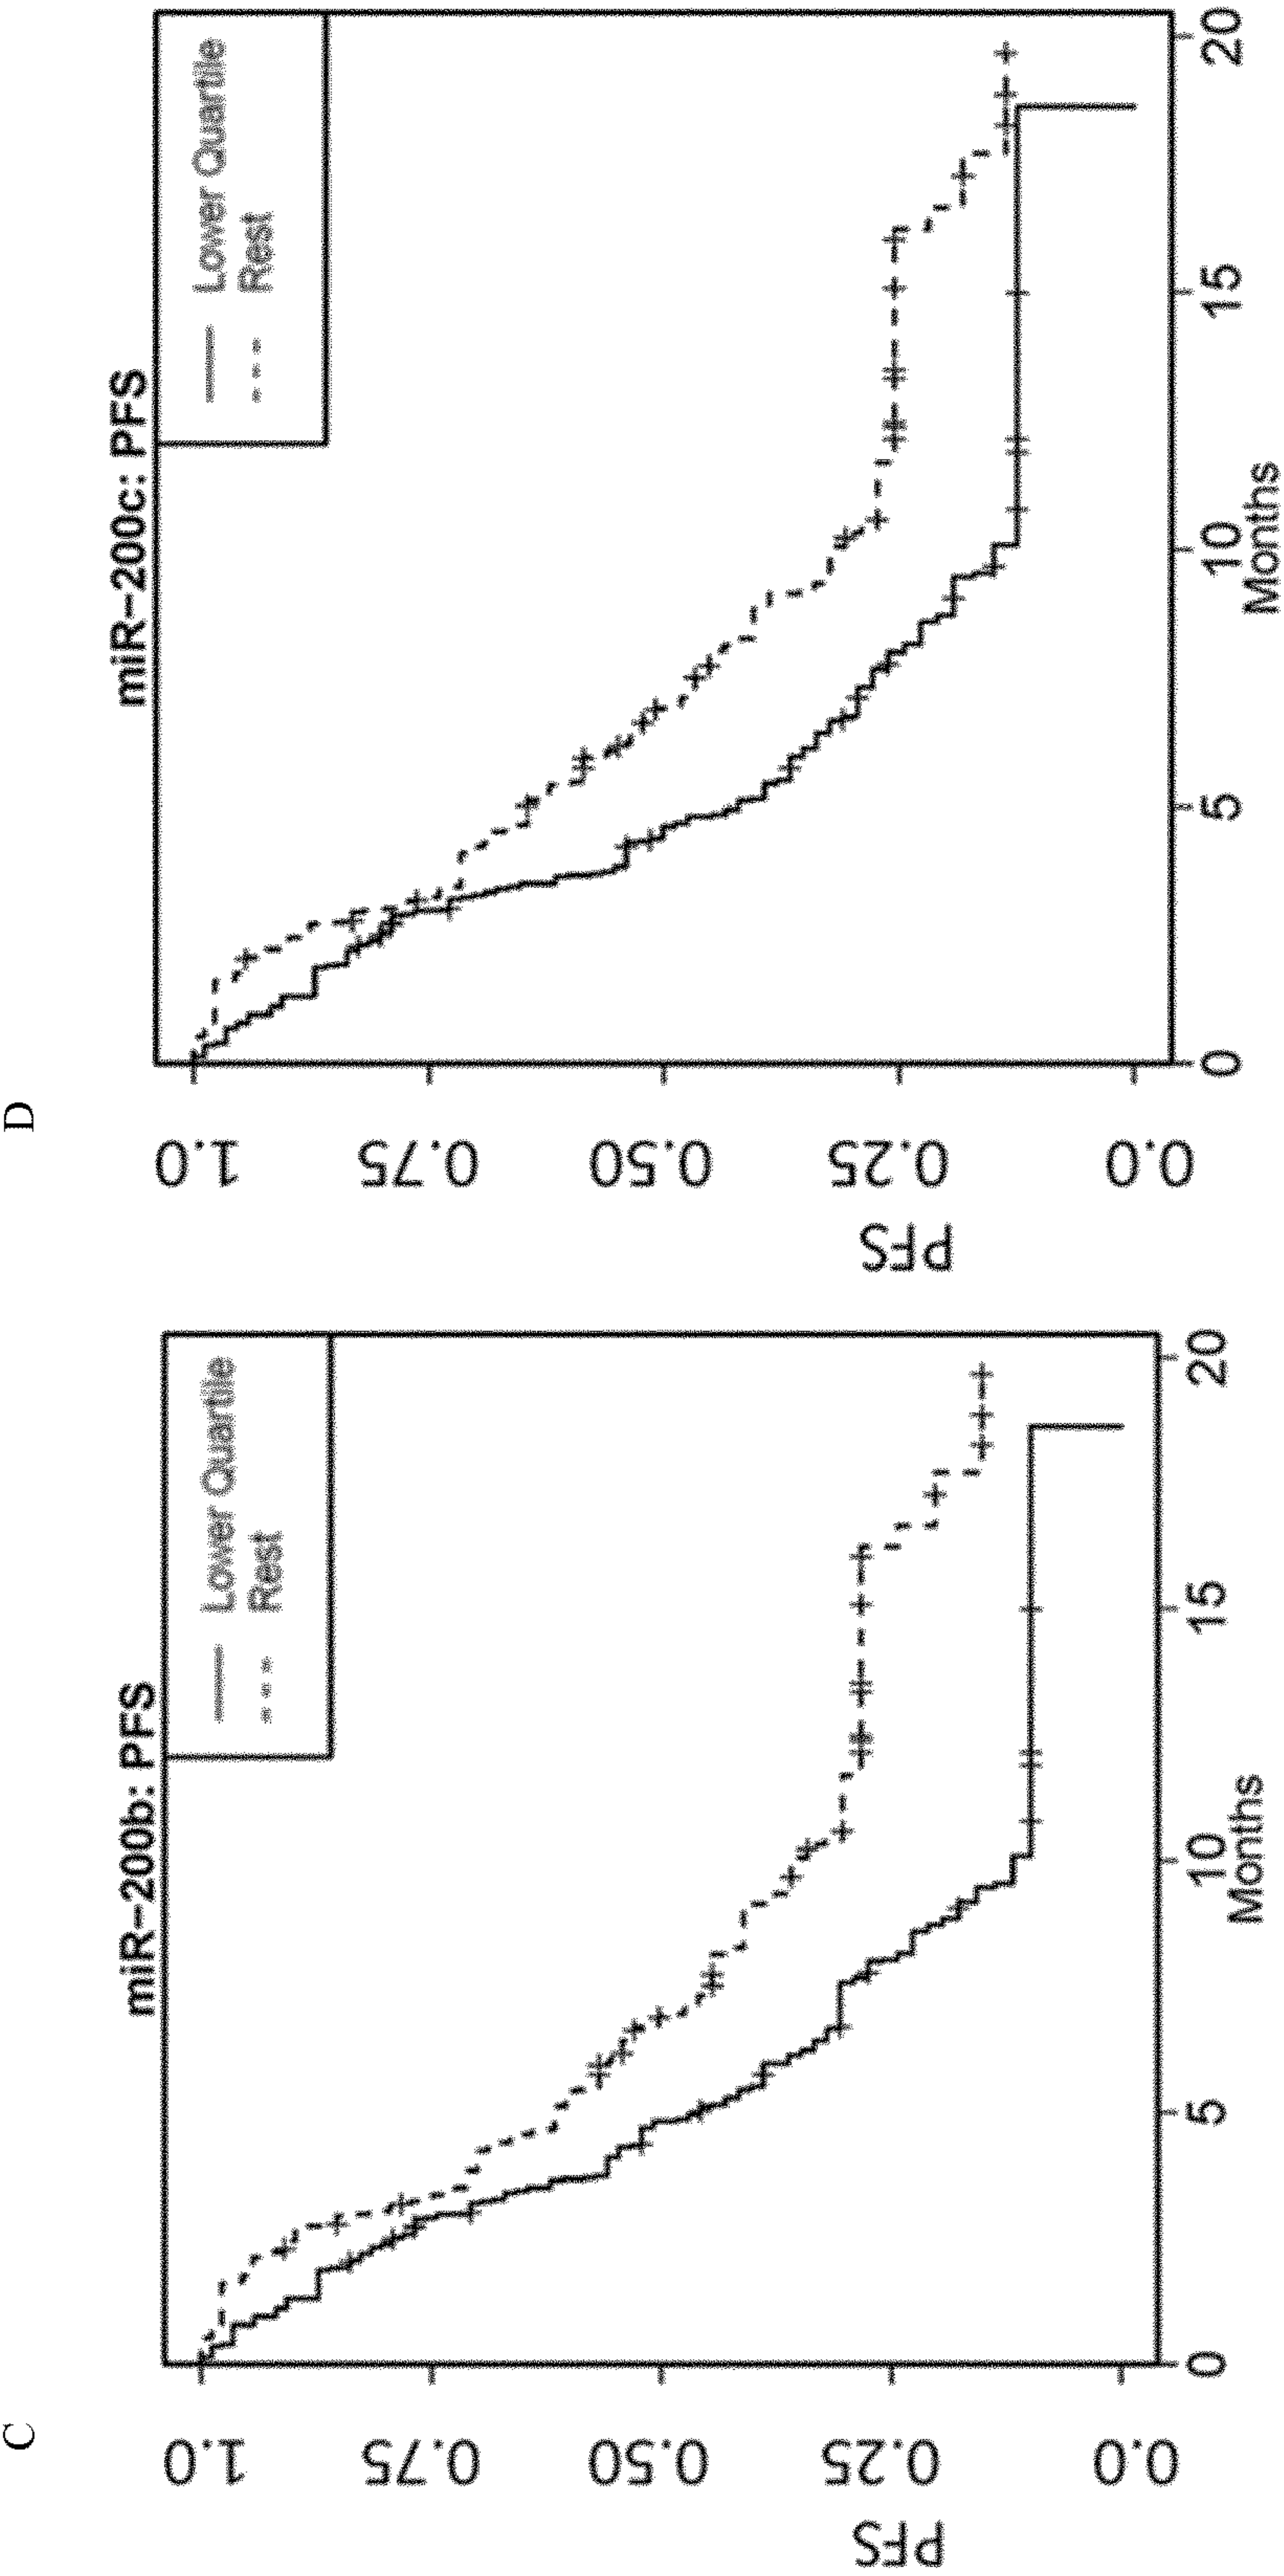 C
miR-200b: PFS
Lower Quartile
Rest
PFS
1.0
0.75
0.50
0.25
0.0
0 5 10 15 20
Months
D
miR-200c: PFS
Lower Quartile
Rest
PFS
1.0
0.75
0.50
0.25
0.0
0 5 10 15 20
Months